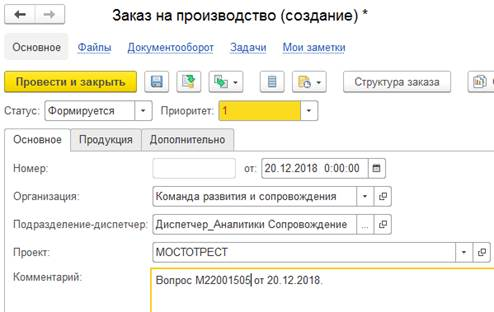 Заказ на производство (создание) *
Основное Файлы Документооборот Задачи Мои заметки
Провести и закрыть Структура заказа
Статус: Формируется Приоритет: 1
Основное Продукция Дополнительно
Номер: от: 20.12.2018 0:00:00
Организация: Команда развития и сопровождения
Подразделение-диспетчер: Диспетчер_Аналитики Сопровождение ...
Проект: МОСТОТРЕСТ
Комментарий: Вопрос М22001505 от 20.12.2018.